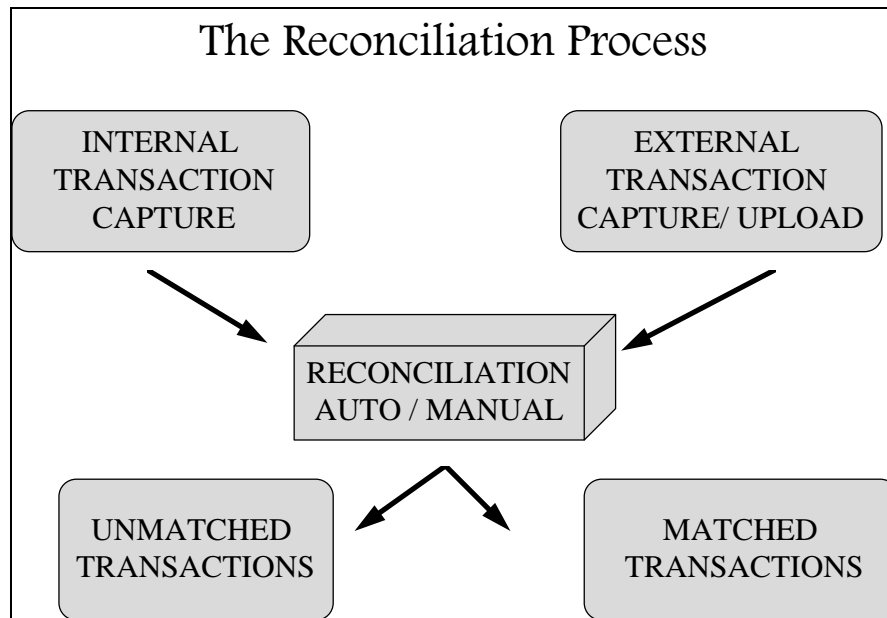 The Reconciliation Process
INTERNAL
TRANSACTION
CAPTURE
EXTERNAL
TRANSACTION
CAPTURE/ UPLOAD
RECONCILIATION
AUTO / MANUAL
UNMATCHED
TRANSACTIONS
MATCHED
TRANSACTIONS